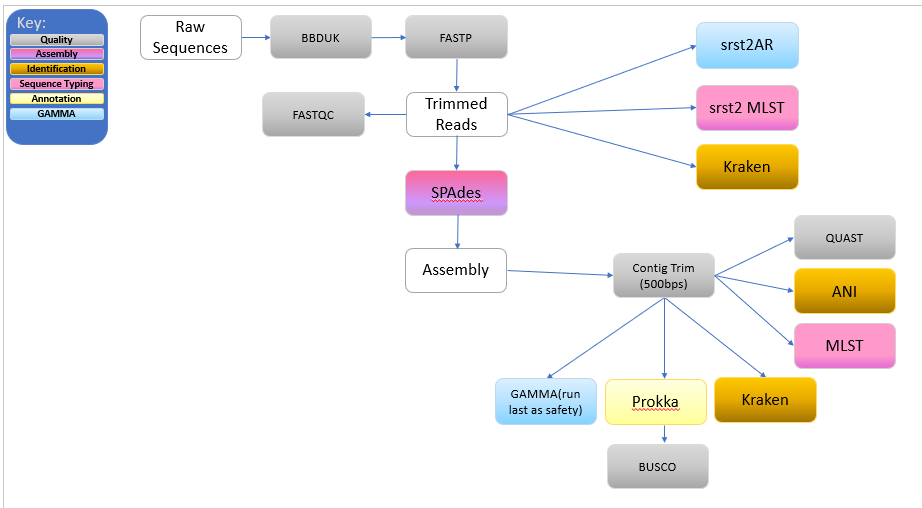 Key:
Quality
Assembly
Identification
Sequence Typing
Annotation
GAMMA
Raw
Sequences
BBDUK
FASTP
srst2AR
FASTQC
Trimmed
Reads
srst2 MLST
Kraken
SPAdes
Assembly
Contig Trim
(500bps)
QUAST
ANI
MLST
GAMMA(run
last as safety)
Prokka
Kraken
BUSCO